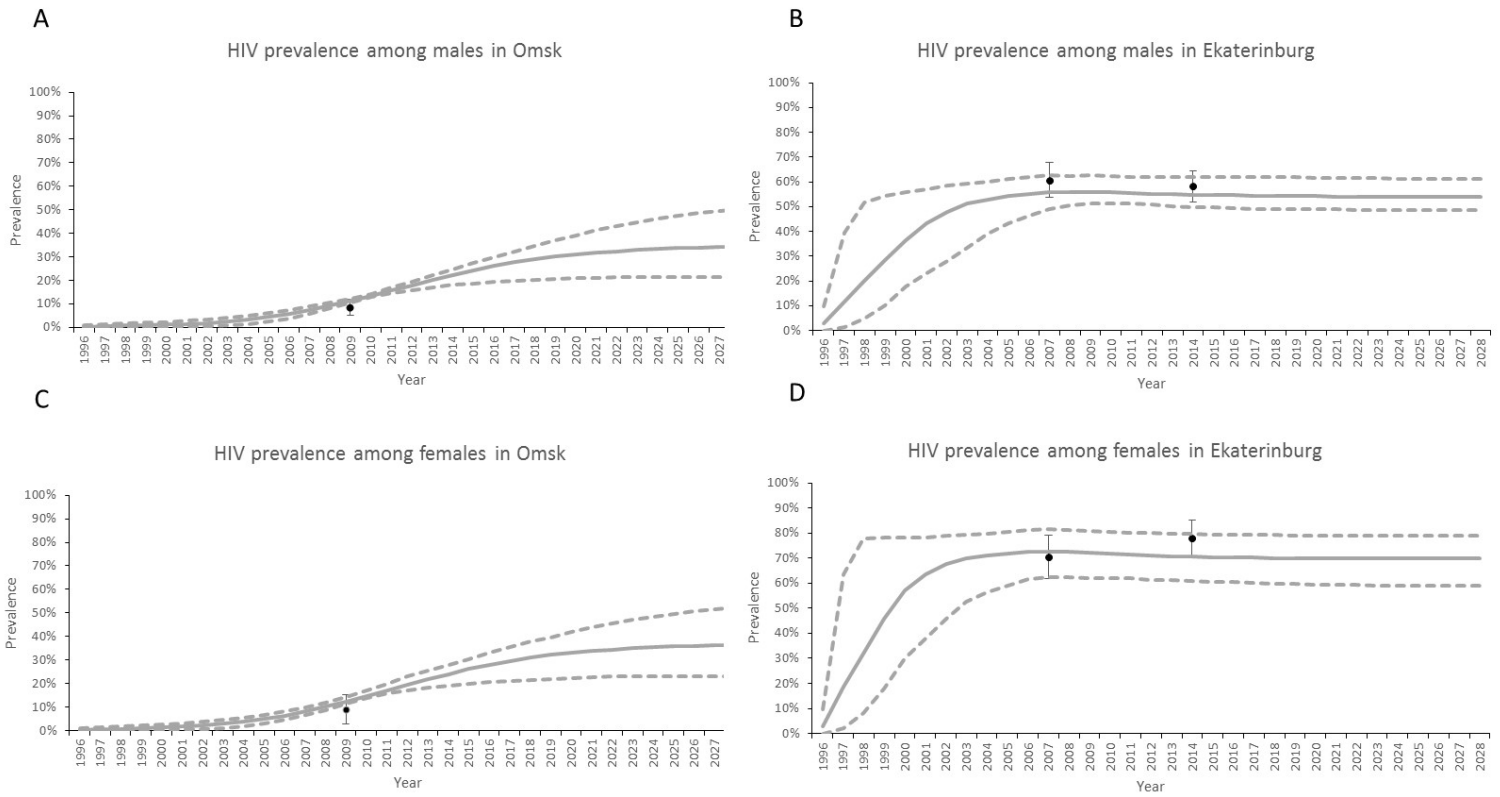 A
HIV prevalence among males in Omsk
100%
90%
80%
70%
60%
50%
40%
30%
20%
10%
0%
Prevalence
1996 1997 1998 1999 2000 2001 2002 2003 2004 2005 2006 2007 2008 2009 2010 2011 2012 2013 2014 2015 2016 2017 2018 2019 2020 2021 2022 2023 2024 2025 2026 2027
Year
B
HIV prevalence among males in Ekaterinburg
100%
90%
80%
70%
60%
50%
40%
30%
20%
10%
0%
Prevalence
1996 1997 1998 1999 2000 2001 2002 2003 2004 2005 2006 2007 2008 2009 2010 2011 2012 2013 2014 2015 2016 2017 2018 2019 2020 2021 2022 2023 2024 2025 2026 2027 2028
Year
C
HIV prevalence among females in Omsk
100%
90%
80%
70%
60%
50%
40%
30%
20%
10%
0%
Prevalence
1996 1997 1998 1999 2000 2001 2002 2003 2004 2005 2006 2007 2008 2009 2010 2011 2012 2013 2014 2015 2016 2017 2018 2019 2020 2021 2022 2023 2024 2025 2026 2027
Year
D
HIV prevalence among females in Ekaterinburg
100%
90%
80%
70%
60%
50%
40%
30%
20%
10%
0%
Prevalence
1996 1997 1998 1999 2000 2001 2002 2003 2004 2005 2006 2007 2008 2009 2010 2011 2012 2013 2014 2015 2016 2017 2018 2019 2020 2021 2022 2023 2024 2025 2026 2027 2028
Year